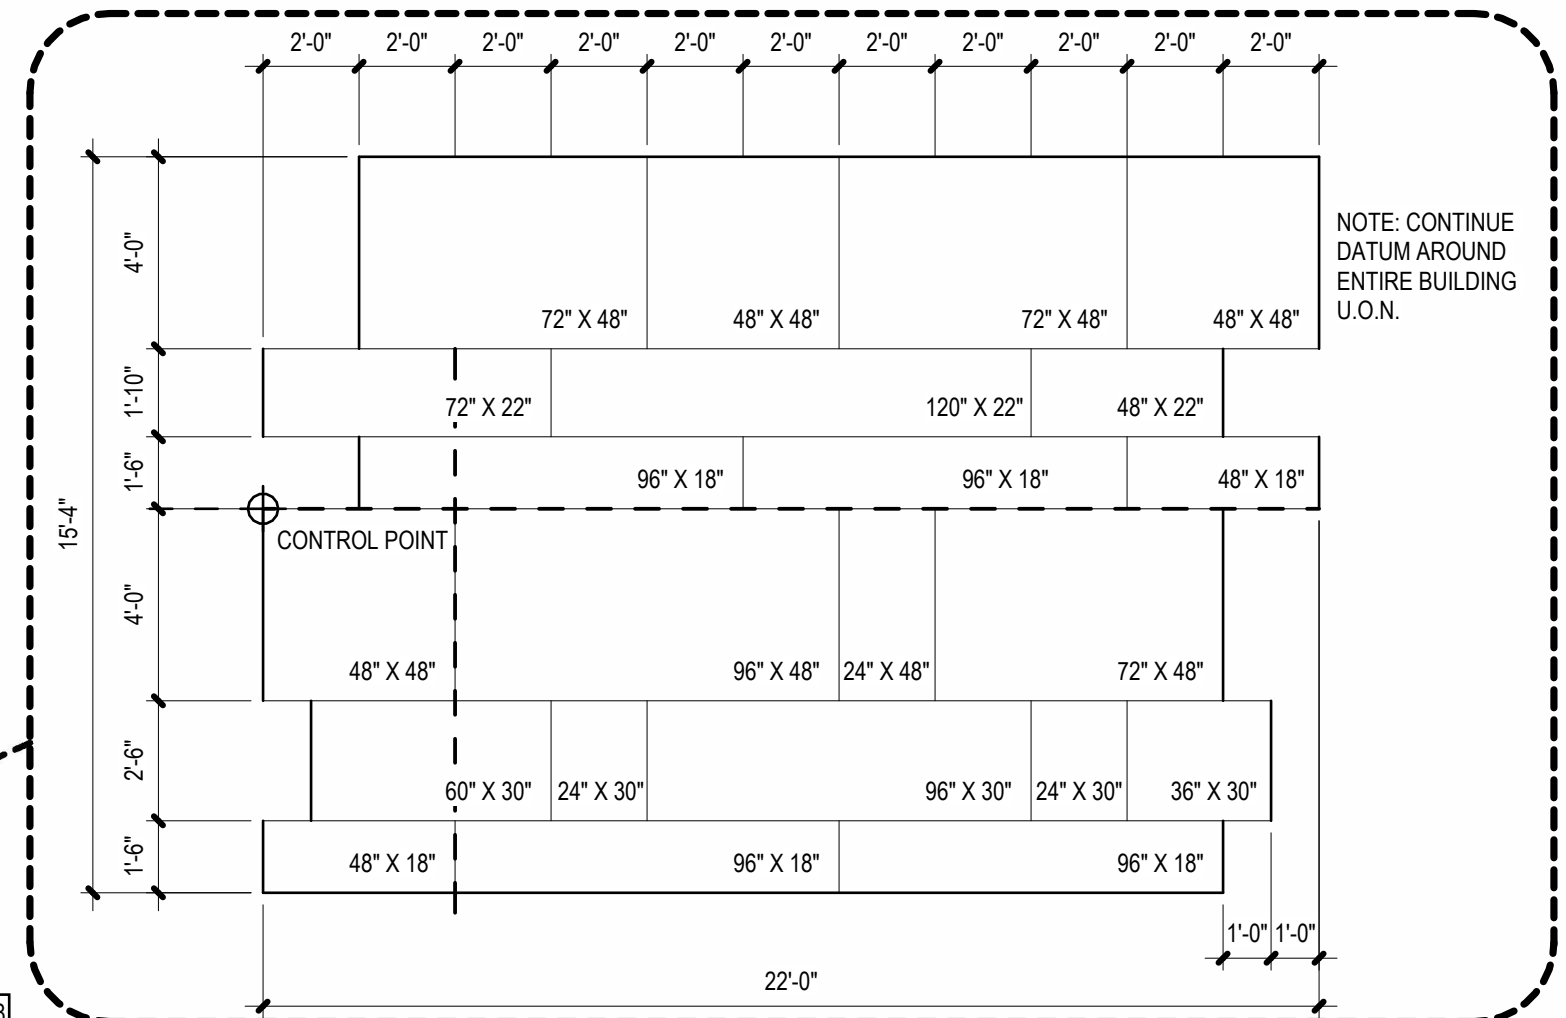 2'-0" 2'-0" 2'-0" 2'-0" 2'-0" 2'-0" 2'-0" 2'-0" 2'-0" 2'-0" 2'-0"
4'-0"
1'-10"
1'-6"
15'-4"
4'-0"
2'-6"
1'-6"
NOTE: CONTINUE
DATUM AROUND
ENTIRE BUILDING
U.O.N.
72" X 48" 48" X 48" 72" X 48" 48" X 48"
72" X 22" 120" X 22" 48" X 22"
96" X 18" 96" X 18" 48" X 18"
CONTROL POINT
48" X 48" 96" X 48" 24" X 48" 72" X 48"
60" X 30" 24" X 30" 96" X 30" 24" X 30" 36" X 30"
48" X 18" 96" X 18" 96" X 18"
1'-0" 1'-0"
22'-0"